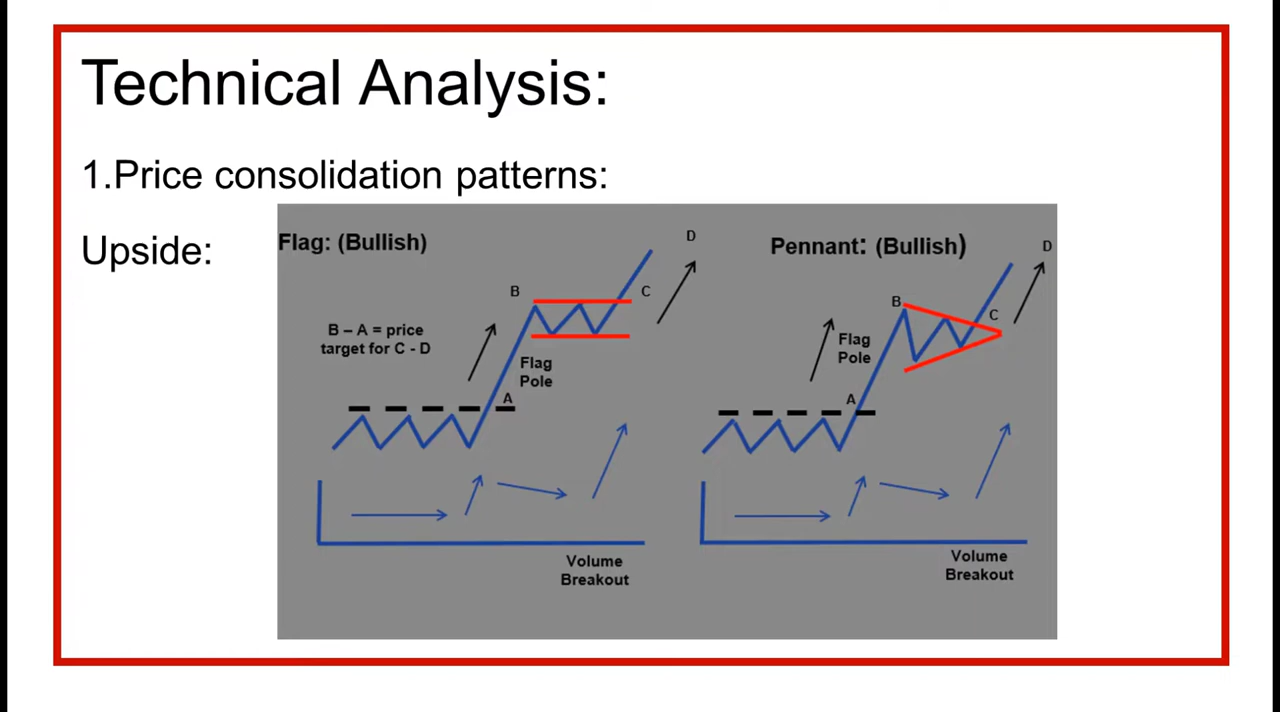 Technical Analysis:
1.Price consolidation patterns:
Upside:
Flag: (Bullish)
D
B
C
B – A = price
target for C - D
Flag
Pole
A
Volume
Breakout
Pennant: (Bullish)
D
B
C
Flag
Pole
A
Volume
Breakout